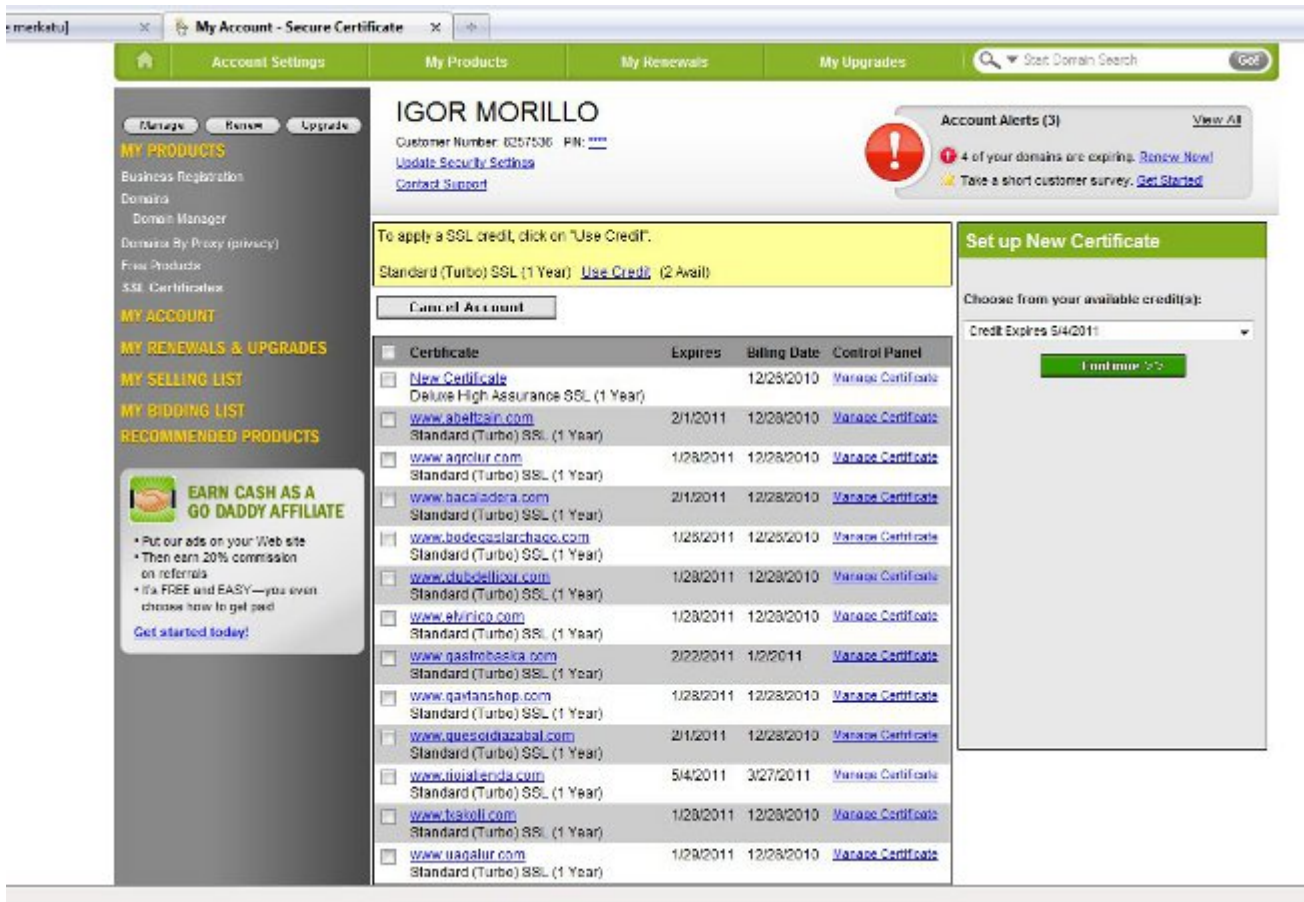 e merkatu]
My Account - Secure Certificate
Account Settings
My Products
My Renewals
My Upgrades
Start Domain Search
Go!
Manage
Renew
Upgrade
MY PRODUCTS
Business Registration
Domains
Domain Manager
Domains By Proxy (privacy)
Free Products
SSL Certificates
MY ACCOUNT
MY RENEWALS & UPGRADES
MY SELLING LIST
MY BIDDING LIST
RECOMMENDED PRODUCTS
EARN CASH AS A
GO DADDY AFFILIATE
• Put our ads on your Web site
• Then earn 20% commission
on referrals
• It's FREE and EASY—you even
choose how to get paid
Get started today!
IGOR MORILLO
Customer Number: 6257536 PIN: ****
Update Security Settings
Contact Support
Account Alerts (3) View All
4 of your domains are expiring. Renew Now!
Take a short customer survey. Get Started!
To apply a SSL credit, click on "Use Credit".
Standard (Turbo) SSL (1 Year) Use Credit (2 Avail)
Cancel Account
Certificate Expires Billing Date Control Panel
New Certificate 12/26/2010 Manage Certificate
Deluxe High Assurance SSL (1 Year)
www.abeltzain.com 2/1/2011 12/28/2010 Manage Certificate
Standard (Turbo) SSL (1 Year)
www.agrolur.com 1/28/2011 12/28/2010 Manage Certificate
Standard (Turbo) SSL (1 Year)
www.bacaladera.com 2/1/2011 12/28/2010 Manage Certificate
Standard (Turbo) SSL (1 Year)
www.bodegaslarchago.com 1/26/2011 12/26/2010 Manage Certificate
Standard (Turbo) SSL (1 Year)
www.clubdellicor.com 1/28/2011 12/28/2010 Manage Certificate
Standard (Turbo) SSL (1 Year)
www.elvinico.com 1/28/2011 12/28/2010 Manage Certificate
Standard (Turbo) SSL (1 Year)
www.gastrobaska.com 2/22/2011 1/2/2011 Manage Certificate
Standard (Turbo) SSL (1 Year)
www.gaytanshop.com 1/28/2011 12/28/2010 Manage Certificate
Standard (Turbo) SSL (1 Year)
www.quesoidiazabal.com 2/1/2011 12/28/2010 Manage Certificate
Standard (Turbo) SSL (1 Year)
www.riojatienda.com 5/4/2011 3/27/2011 Manage Certificate
Standard (Turbo) SSL (1 Year)
www.txakoli.com 1/28/2011 12/28/2010 Manage Certificate
Standard (Turbo) SSL (1 Year)
www.uagalur.com 1/29/2011 12/28/2010 Manage Certificate
Standard (Turbo) SSL (1 Year)
Set up New Certificate
Choose from your available credit(s):
Credit Expires 5/4/2011
Continue >>